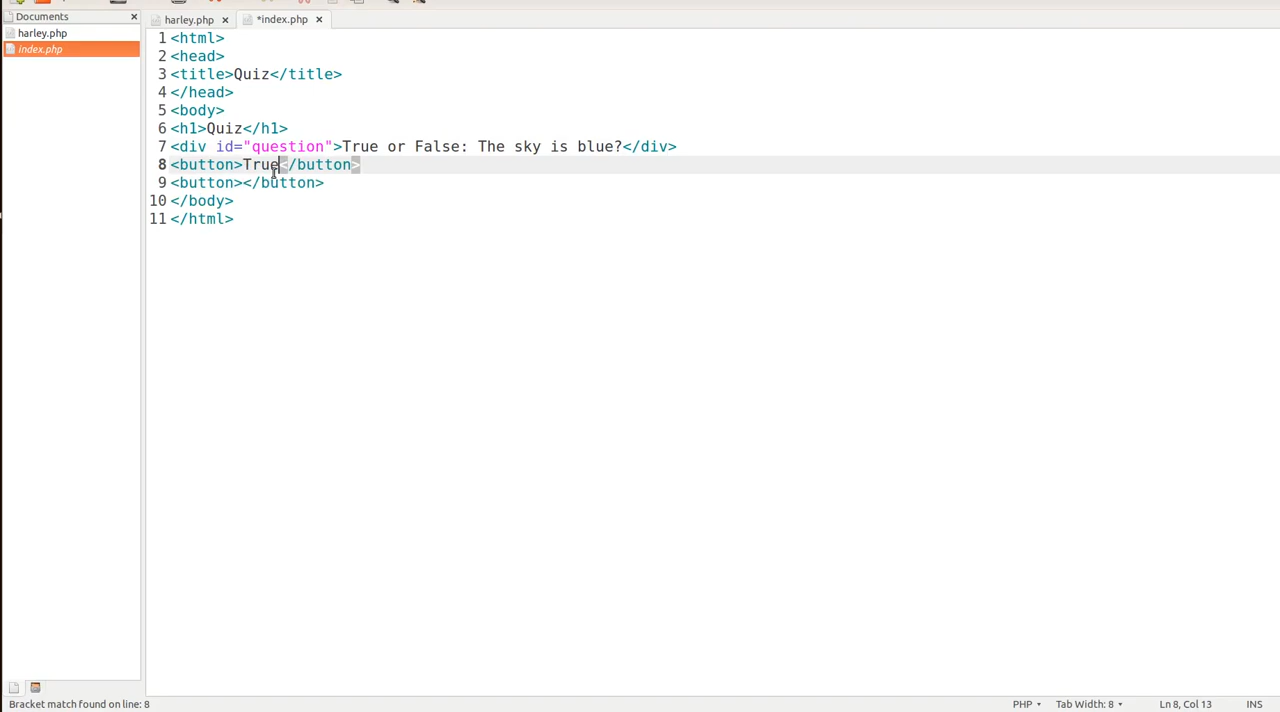 Documents
harley.php
index.php
harley.php
*index.php
1 <html>
2 <head>
3 <title>Quiz</title>
4 </head>
5 <body>
6 <h1>Quiz</h1>
7 <div id="question">True or False: The sky is blue?</div>
8 <button>True</button>
9 <button></button>
10 </body>
11 </html>
Bracket match found on line: 8
PHP
Tab Width: 8
Ln 8, Col 13
INS